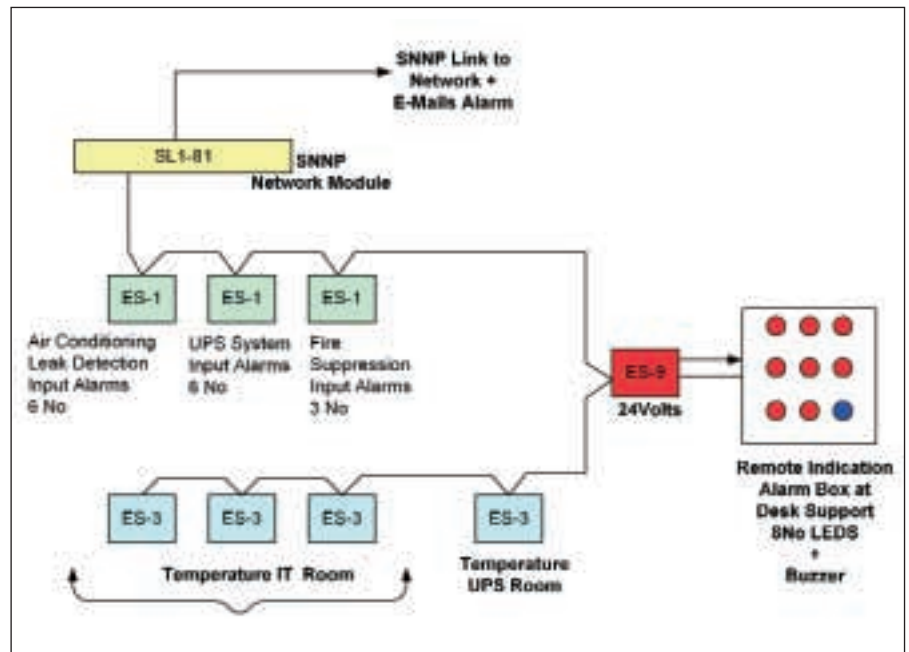 SNNP Link to
Network +
E-Mails Alarm
SL1-81
SNNP
Network Module
ES-1
ES-1
ES-1
Air Conditioning
Leak Detection
Input Alarms
6 No
UPS System
Input Alarms
6 No
Fire
Suppression
Input Alarms
3 No
ES-9
24Volts
Remote Indication
Alarm Box at
Desk Support
8No LEDS
+
Buzzer
ES-3
ES-3
ES-3
ES-3
Temperature IT Room
Temperature
UPS Room